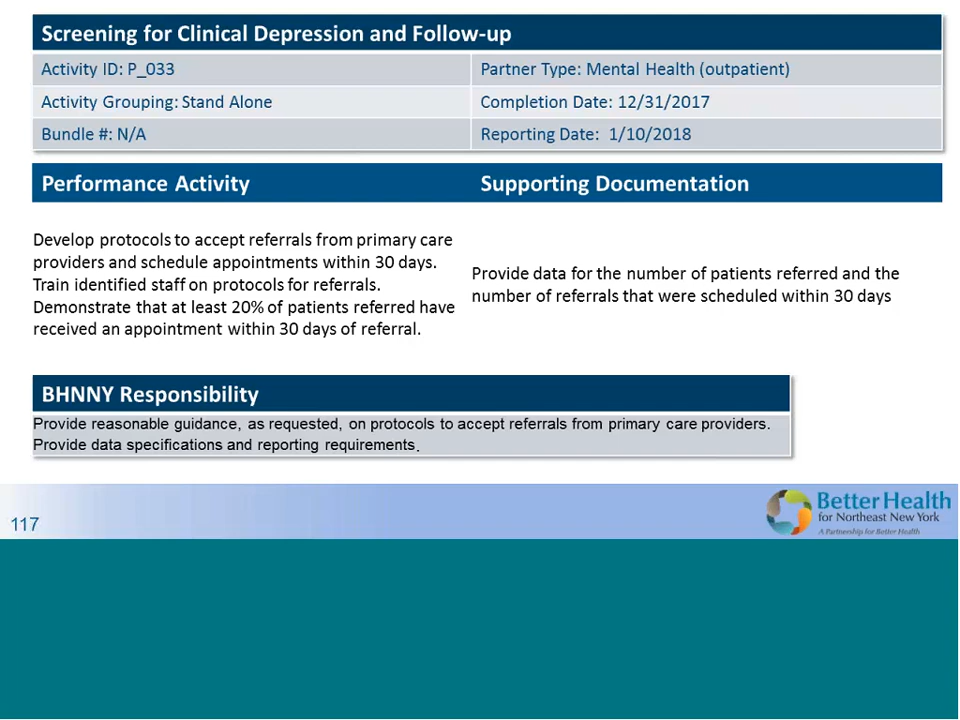 Screening for Clinical Depression and Follow-up
Activity ID: P_033
Partner Type: Mental Health (outpatient)
Activity Grouping: Stand Alone
Completion Date: 12/31/2017
Bundle #: N/A
Reporting Date: 1/10/2018
Performance Activity
Supporting Documentation
Develop protocols to accept referrals from primary care
providers and schedule appointments within 30 days.
Train identified staff on protocols for referrals.
Demonstrate that at least 20% of patients referred have
received an appointment within 30 days of referral.
Provide data for the number of patients referred and the
number of referrals that were scheduled within 30 days
BHNNY Responsibility
Provide reasonable guidance, as requested, on protocols to accept referrals from primary care providers.
Provide data specifications and reporting requirements.
117
Better Health
for Northeast New York
A Partnership for Better Health